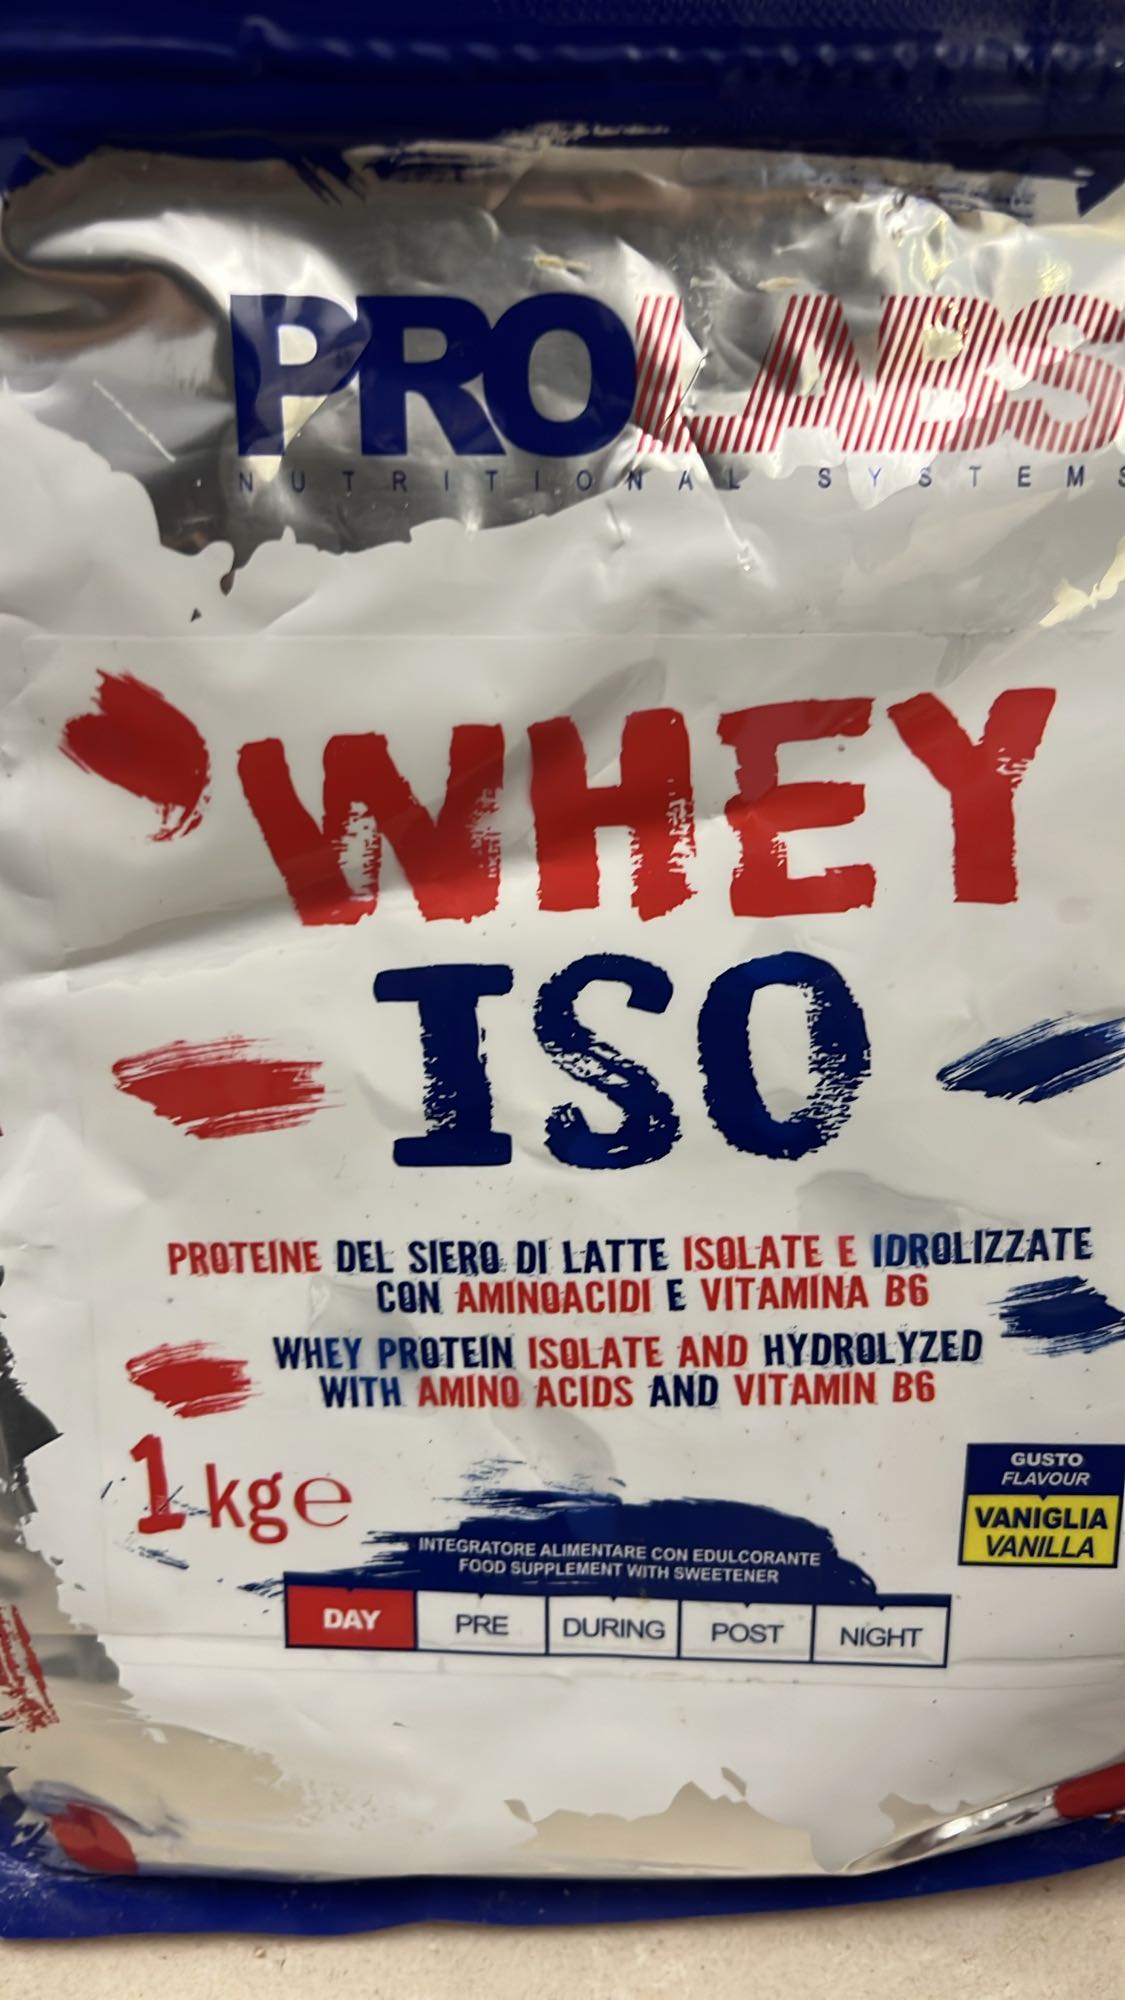 PROLABS
NUTRITIONAL SYSTEMS
WHEY
ISO
PROTEINE DEL SIERO DI LATTE ISOLATE E IDROLIZZATE
CON AMINOACIDI E VITAMINA B6
WHEY PROTEIN ISOLATE AND HYDROLYZED
WITH AMINO ACIDS AND VITAMIN B6
1 kg e
GUSTO
FLAVOUR
VANIGLIA
VANILLA
INTEGRATORE ALIMENTARE CON EDULCORANTE
FOOD SUPPLEMENT WITH SWEETENER
DAY PRE DURING POST NIGHT